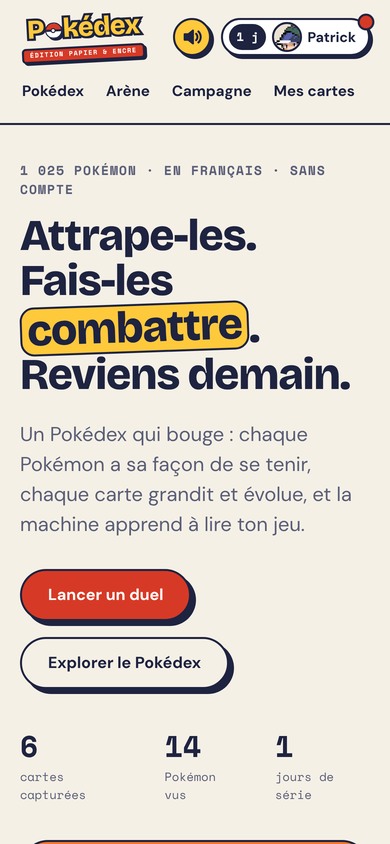 Pokédex
ÉDITION PAPIER & ENCRE
1 j
Patrick
Pokédex Arène Campagne Mes cartes
1 025 POKÉMON · EN FRANÇAIS · SANS
COMPTE
Attrape-les.
Fais-les
combattre.
Reviens demain.
Un Pokédex qui bouge : chaque
Pokémon a sa façon de se tenir,
chaque carte grandit et évolue, et la
machine apprend à lire ton jeu.
Lancer un duel
Explorer le Pokédex
6 14 1
cartes Pokémon jours de
capturées vus série